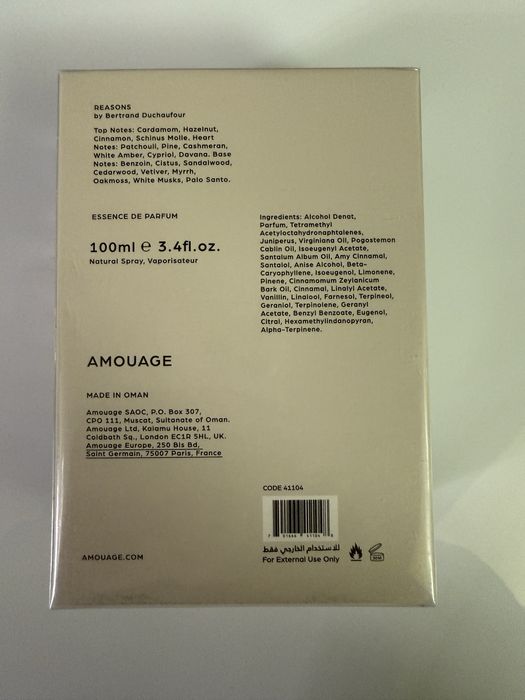 REASONS
by Bertrand Duchaufour
Top Notes: Cardamom, Hazelnut,
Cinnamon, Schinus Molle. Heart
Notes: Patchouli, Pine, Cashmeran,
White Amber, Cypriol, Davana. Base
Notes: Benzoin, Cistus, Sandalwood,
Cedarwood, Vetiver, Myrrh,
Oakmoss, White Musks, Palo Santo.
ESSENCE DE PARFUM
100ml e 3.4fl.oz.
Natural Spray, Vaporisateur
Ingredients: Alcohol Denat,
Parfum, Tetramethyl
Acetyloctahydronaphtalenes,
Juniperus, Virginiana Oil, Pogostemon
Cablin Oil, Isoeugenyl Acetate,
Santalum Album Oil, Amy Cinnamal,
Santalol, Anise Alcohol, Beta-
Caryophyllene, Isoeugenol, Limonene,
Pinene, Cinnamomum Zeylanicum
Bark Oil, Cinnamal, Linalyl Acetate,
Vanillin, Linalool, Farnesol, Terpineol,
Geraniol, Terpinolene, Geranyl
Acetate, Benzyl Benzoate, Eugenol,
Citral, Hexamethylindanopyran,
Alpha-Terpinene.
AMOUAGE
MADE IN OMAN
Amouage SAOC, P.O. Box 307,
CPO 111, Muscat, Sultanate of Oman.
Amouage Ltd, Kaiamu House, 11
Coldbath Sq., London EC1R 5HL, UK.
Amouage Europe, 250 Bis Bd.
Saint Germain, 75007 Paris, France
CODE 41104
للاستخدام الخارجي فقط
For External Use Only
AMOUAGE.COM